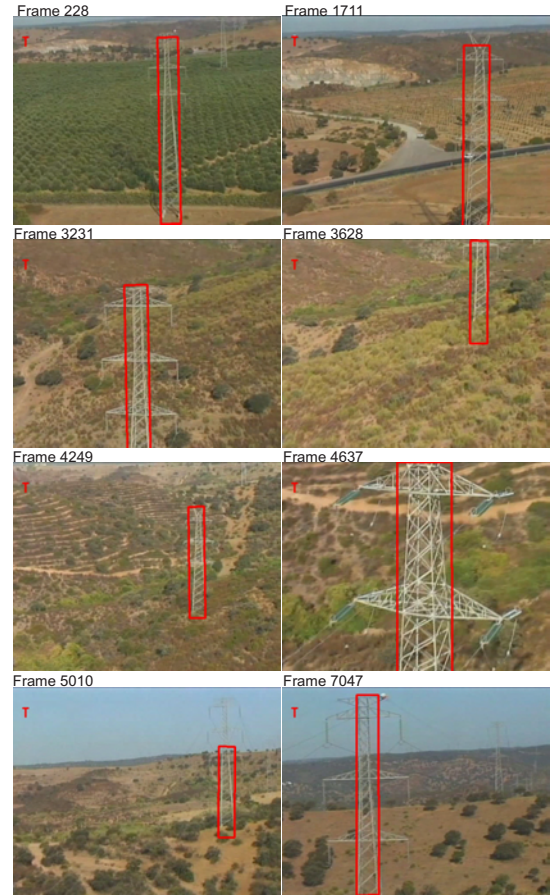 Frame 228
Frame 1711
T
T
Frame 3231
Frame 3628
T
T
Frame 4249
Frame 4637
T
T
Frame 5010
Frame 7047
T
T